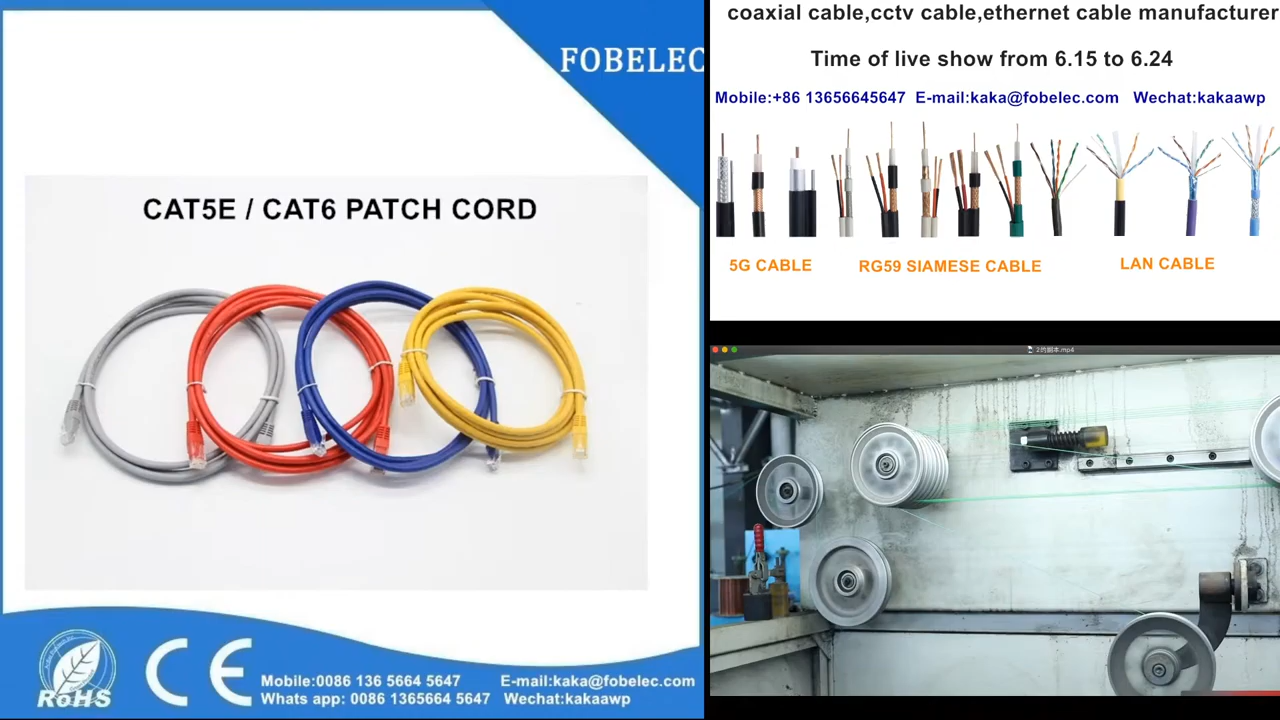 FOBELEC
CAT5E / CAT6 PATCH CORD
RoHS
CE
Mobile:0086 136 5664 5647 E-mail:kaka@fobelec.com
Whats app: 0086 1365664 5647 Wechat:kakaawp
coaxial cable,cctv cable,ethernet cable manufacturer
Time of live show from 6.15 to 6.24
Mobile:+86 13656645647 E-mail:kaka@fobelec.com Wechat:kakaawp
5G CABLE
RG59 SIAMESE CABLE
LAN CABLE